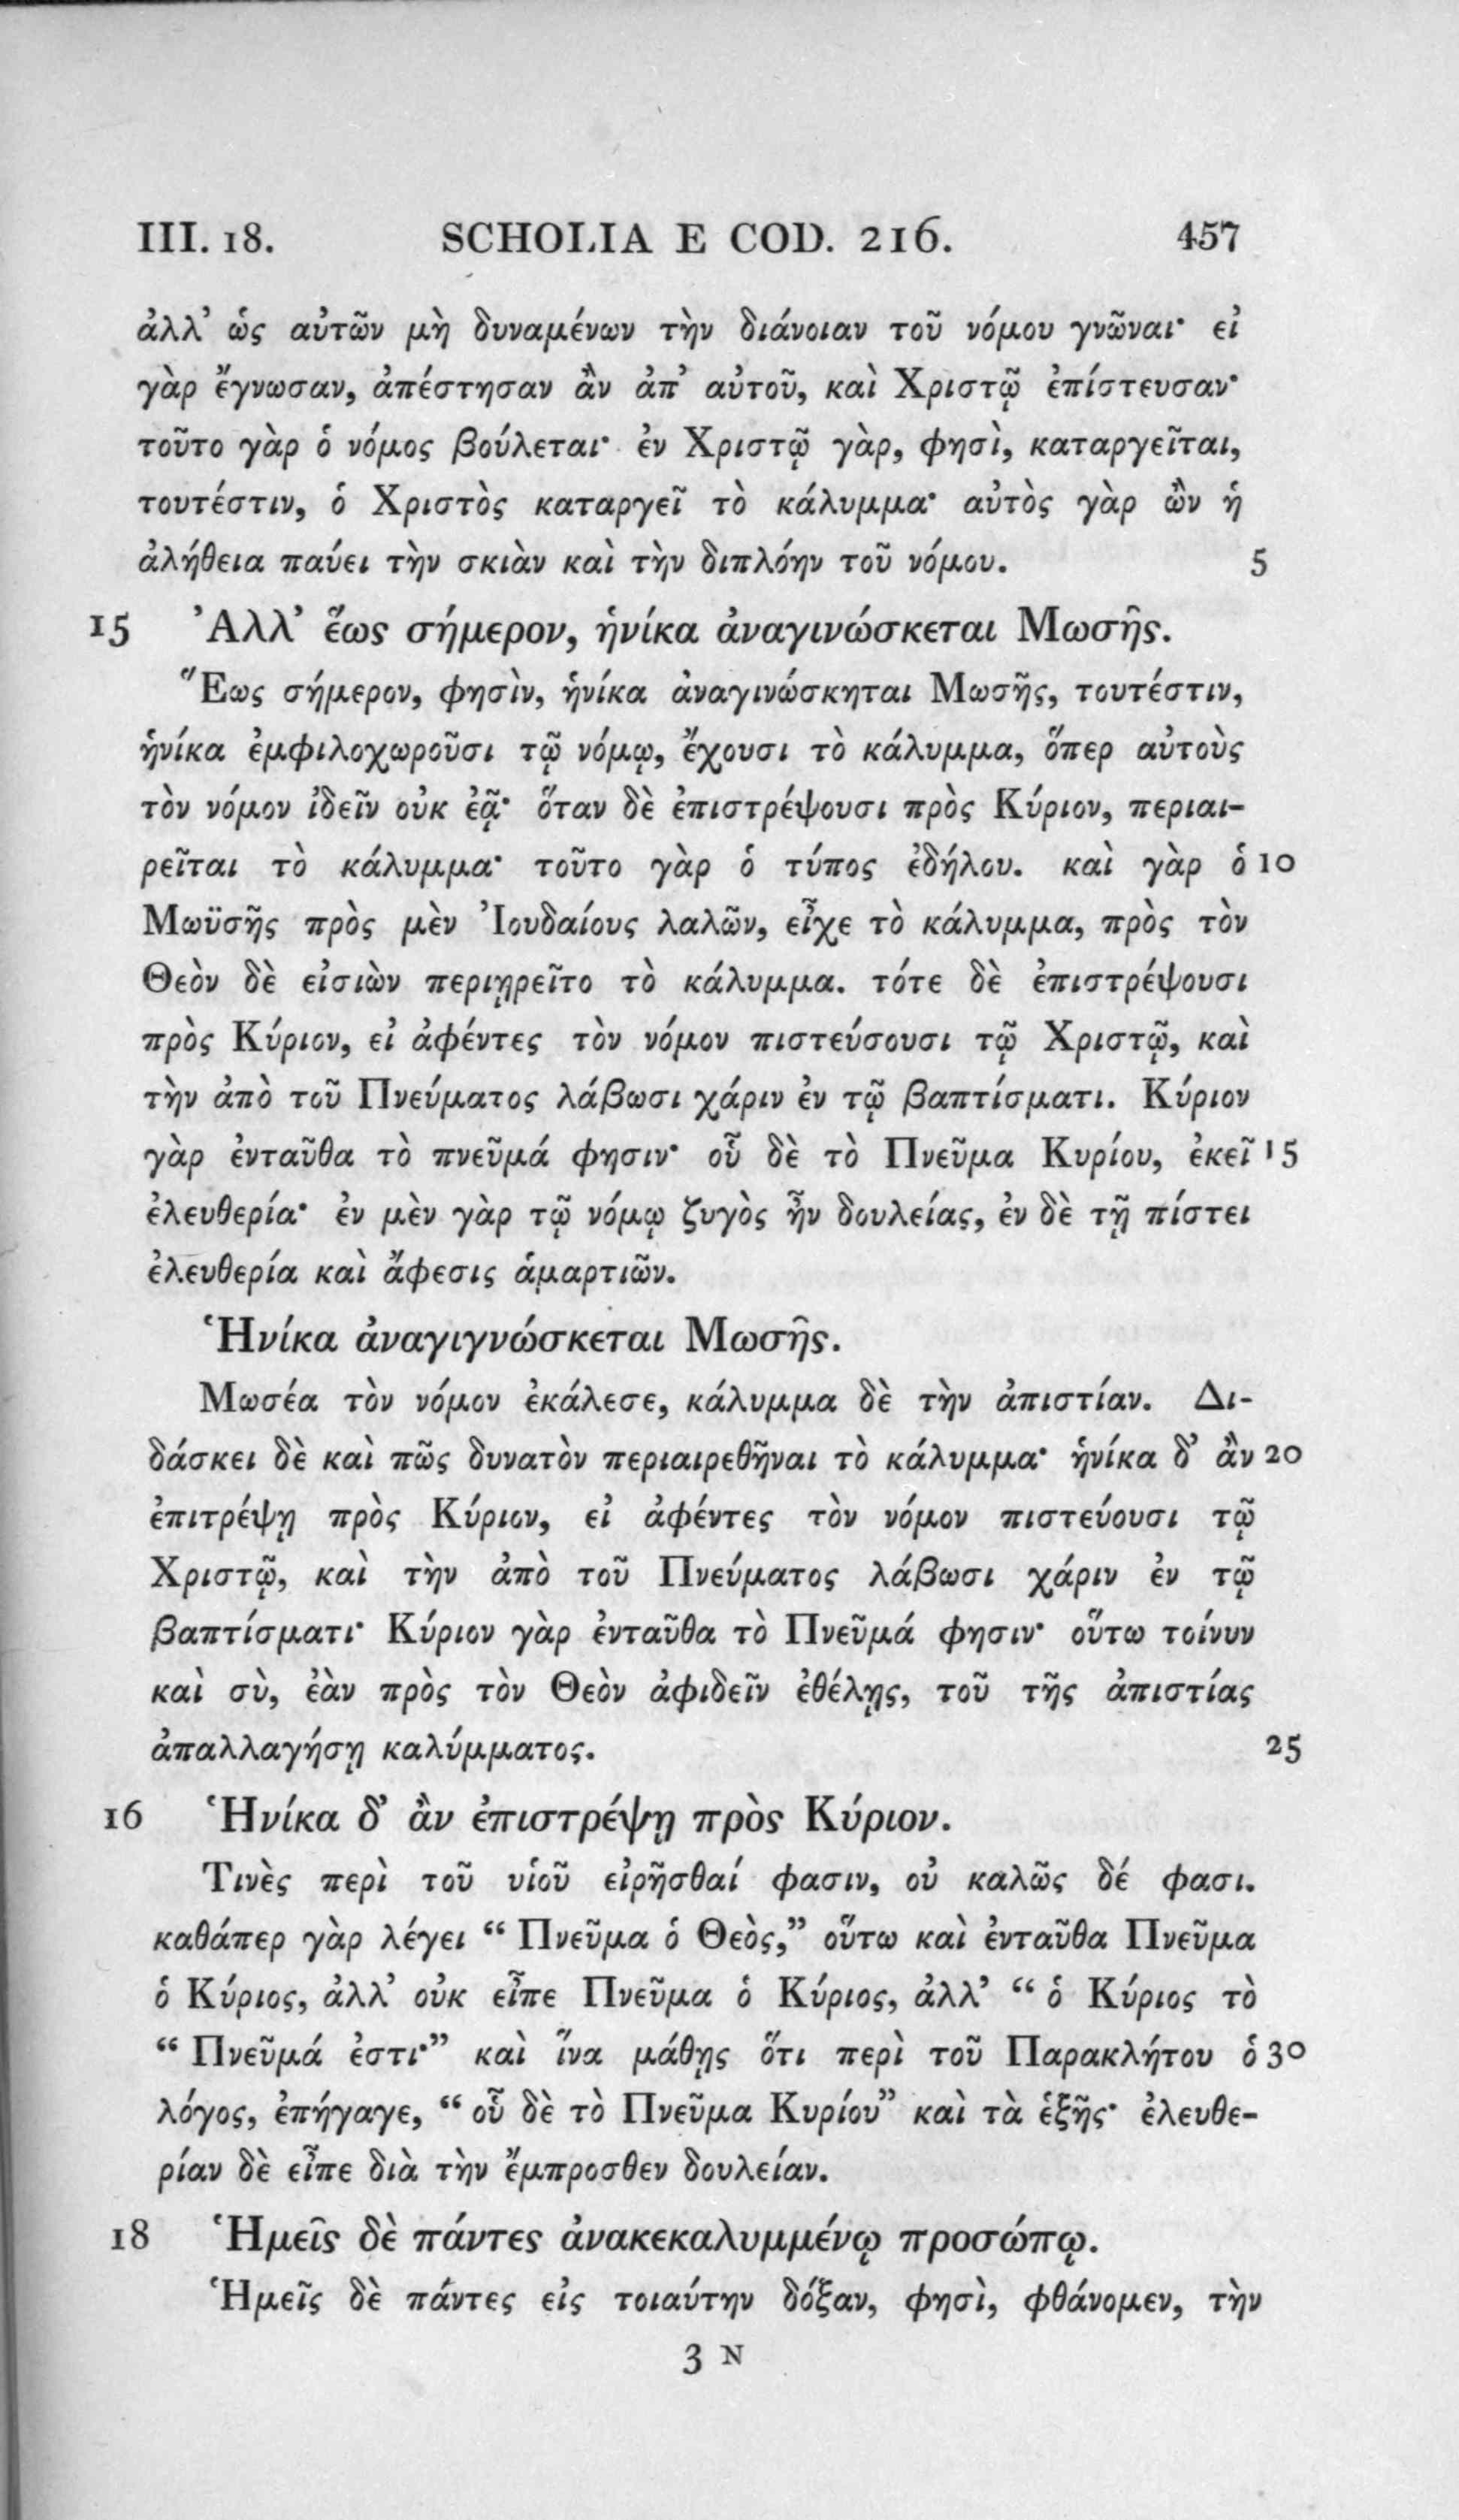 III. 18. SCHOLIA E COD. 216. 457
ἀλλ’ ὡς αὐτῶν μὴ δυναμένων τὴν διάνοιαν τοῦ νόμου γνῶναι· εἰ
γὰρ ἔγνωσαν, ἀπέστησαν ἂν ἀπ’ αὐτοῦ, καὶ Χριστῷ ἐπίστευσαν·
τοῦτο γὰρ ὁ νόμος βούλεται· ἐν Χριστῷ γὰρ, φησὶ, καταργεῖται,
τουτέστιν, ὁ Χριστὸς καταργεῖ τὸ κάλυμμα· αὐτὸς γὰρ ὢν ἡ
ἀλήθεια παύει τὴν σκιὰν καὶ τὴν διπλόην τοῦ νόμου. 5
15 Ἀλλ’ ἕως σήμερον, ἡνίκα ἀναγινώσκεται Μωσῆς.
Ἕως σήμερον, φησὶν, ἡνίκα ἀναγινώσκηται Μωσῆς, τουτέστιν,
ἡνίκα ἐμφιλοχωροῦσι τῷ νόμῳ, ἔχουσι τὸ κάλυμμα, ὅπερ αὐτοὺς
τὸν νόμον ἰδεῖν οὐκ ἐᾷ· ὅταν δὲ ἐπιστρέψουσι πρὸς Κύριον, περιαι-
ρεῖται τὸ κάλυμμα· τοῦτο γὰρ ὁ τύπος ἐδήλου. καὶ γὰρ ὁ 10
Μωϋσῆς πρὸς μὲν Ἰουδαίους λαλῶν, εἶχε τὸ κάλυμμα, πρὸς τὸν
Θεὸν δὲ εἰσιὼν περιῃρεῖτο τὸ κάλυμμα. τότε δὲ ἐπιστρέψουσι
πρὸς Κύριον, εἰ ἀφέντες τὸν νόμον πιστεύσουσι τῷ Χριστῷ, καὶ
τὴν ἀπὸ τοῦ Πνεύματος λάβωσι χάριν ἐν τῷ βαπτίσματι. Κύριον
γὰρ ἐνταῦθα τὸ πνεῦμά φησιν· οὗ δὲ τὸ Πνεῦμα Κυρίου, ἐκεῖ 15
ἐλευθερία· ἐν μὲν γὰρ τῷ νόμῳ ζυγὸς ἦν δουλείας, ἐν δὲ τῇ πίστει
ἐλευθερία καὶ ἄφεσις ἁμαρτιῶν.
Ἡνίκα ἀναγιγνώσκεται Μωσῆς.
Μωσέα τὸν νόμον ἐκάλεσε, κάλυμμα δὲ τὴν ἀπιστίαν. Δι-
δάσκει δὲ καὶ πῶς δυνατὸν περιαιρεθῆναι τὸ κάλυμμα· ἡνίκα δ’ ἂν 20
ἐπιτρέψῃ πρὸς Κύριον, εἰ ἀφέντες τὸν νόμον πιστεύουσι τῷ
Χριστῷ, καὶ τὴν ἀπὸ τοῦ Πνεύματος λάβωσι χάριν ἐν τῷ
βαπτίσματι· Κύριον γὰρ ἐνταῦθα τὸ Πνεῦμά φησιν· οὕτω τοίνυν
καὶ σὺ, ἐὰν πρὸς τὸν Θεὸν ἀφιδεῖν ἐθέλῃς, τοῦ τῆς ἀπιστίας
ἀπαλλαγήσῃ καλύμματος. 25
16 Ἡνίκα δ’ ἂν ἐπιστρέψῃ πρὸς Κύριον.
Τινὲς περὶ τοῦ υἱοῦ εἰρῆσθαί φασιν, οὐ καλῶς δέ φασι.
καθάπερ γὰρ λέγει “ Πνεῦμα ὁ Θεὸς,” οὕτω καὶ ἐνταῦθα Πνεῦμα
ὁ Κύριος, ἀλλ’ οὐκ εἶπε Πνεῦμα ὁ Κύριος, ἀλλ’ “ ὁ Κύριος τὸ
“ Πνεῦμά ἐστι·” καὶ ἵνα μάθῃς ὅτι περὶ τοῦ Παρακλήτου ὁ 30
λόγος, ἐπήγαγε, “ οὗ δὲ τὸ Πνεῦμα Κυρίου” καὶ τὰ ἑξῆς· ἐλευθε-
ρίαν δὲ εἶπε διὰ τὴν ἔμπροσθεν δουλείαν.
18 Ἡμεῖς δὲ πάντες ἀνακεκαλυμμένῳ προσώπῳ.
Ἡμεῖς δὲ πάντες εἰς τοιαύτην δόξαν, φησὶ, φθάνομεν, τὴν
3 N